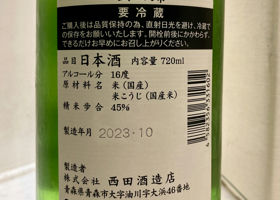 要冷蔵
ご購入後は品質保持の為、直射日光を避け、冷蔵で
の保存をお願い致します。開栓前後にかかわらず、
できるだけお早めにお召し上がりください。
品目 日本酒 内容量 720ml
アルコール分 16度
原材料名 米(国産)
米こうじ(国産米)
精米歩合 45%
製造年月 2023・10
製造者
株式会社 西田酒造店
青森県青森市大字油川字大浜46番地